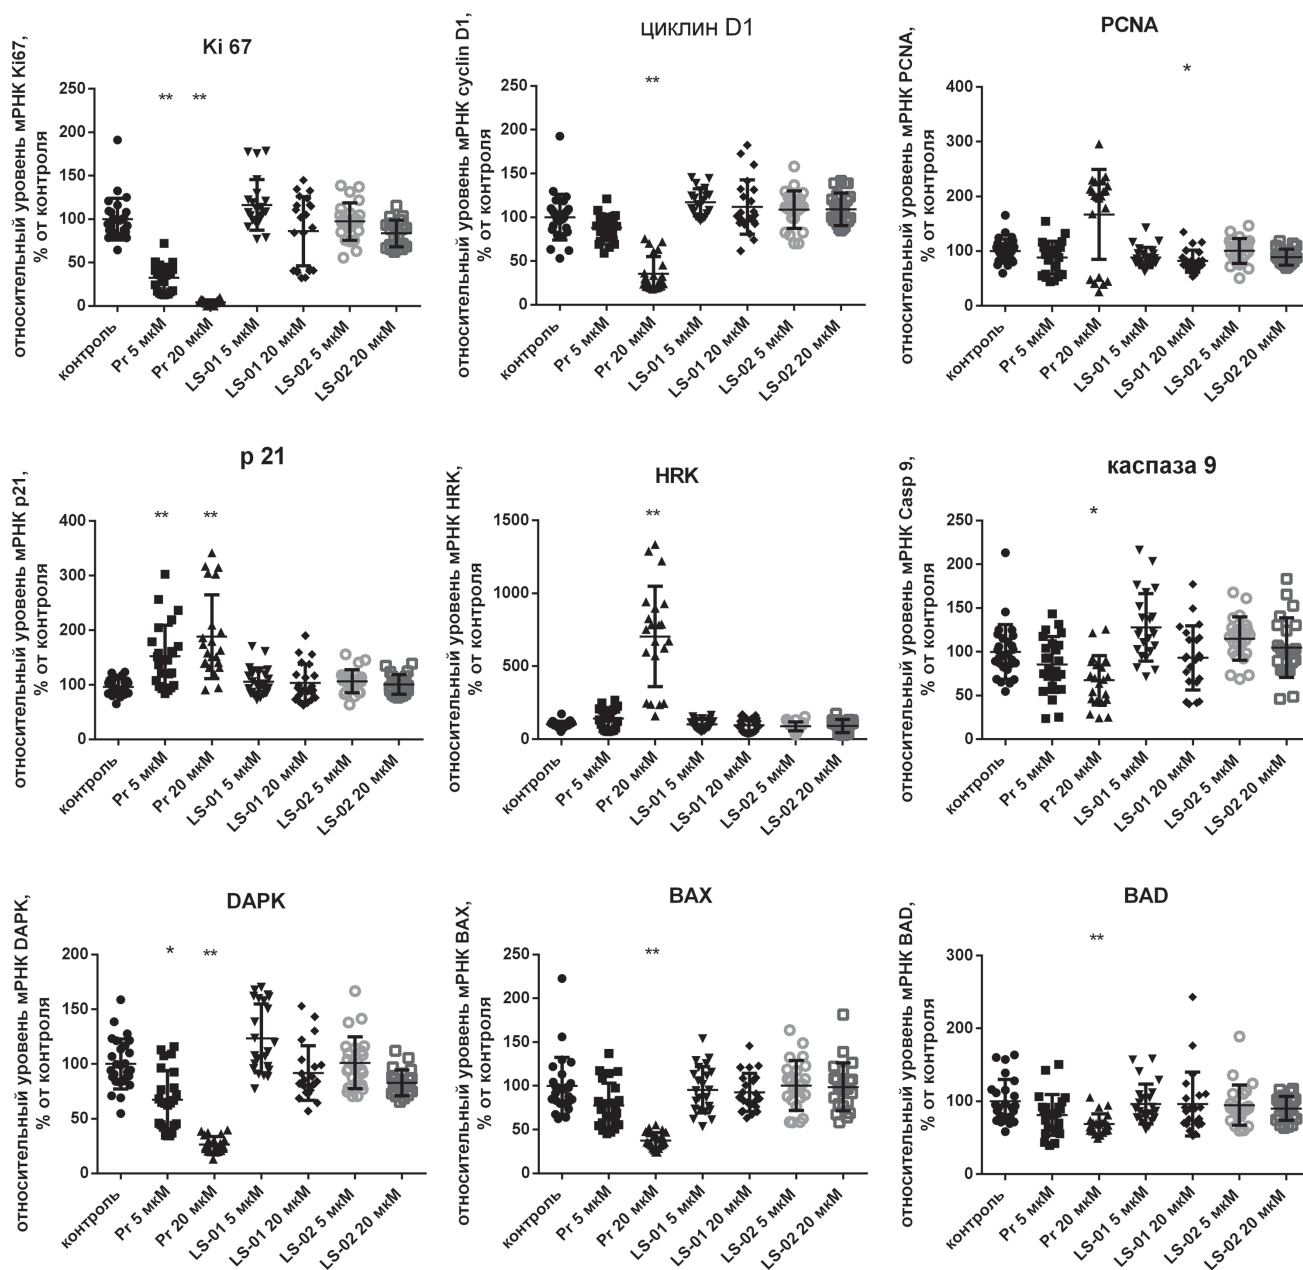 Ki 67
относительный уровень мРНК Ki67,
% от контроля
250
200
150
100
50
0
**
**
контроль
Pr 5 мкМ
Pr 20 мкМ
LS-01 5 мкМ
LS-01 20 мкМ
LS-02 5 мкМ
LS-02 20 мкМ
циклин D1
относительный уровень мРНК cyclin D1,
% от контроля
250
200
150
100
50
0
**
контроль
Pr 5 мкМ
Pr 20 мкМ
LS-01 5 мкМ
LS-01 20 мкМ
LS-02 5 мкМ
LS-02 20 мкМ
PCNA
относительный уровень мРНК PCNA,
% от контроля
400
300
200
100
0
*
контроль
Pr 5 мкМ
Pr 20 мкМ
LS-01 5 мкМ
LS-01 20 мкМ
LS-02 5 мкМ
LS-02 20 мкМ
p 21
относительный уровень мРНК p21,
% от контроля
400
300
200
100
0
**
**
контроль
Pr 5 мкМ
Pr 20 мкМ
LS-01 5 мкМ
LS-01 20 мкМ
LS-02 5 мкМ
LS-02 20 мкМ
HRK
относительный уровень мРНК HRK,
% от контроля
1500
1000
500
0
**
контроль
Pr 5 мкМ
Pr 20 мкМ
LS-01 5 мкМ
LS-01 20 мкМ
LS-02 5 мкМ
LS-02 20 мкМ
каспаза 9
относительный уровень мРНК Casp 9,
% от контроля
250
200
150
100
50
0
*
контроль
Pr 5 мкМ
Pr 20 мкМ
LS-01 5 мкМ
LS-01 20 мкМ
LS-02 5 мкМ
LS-02 20 мкМ
DAPK
относительный уровень мРНК DAPK,
% от контроля
200
150
100
50
0
*
**
контроль
Pr 5 мкМ
Pr 20 мкМ
LS-01 5 мкМ
LS-01 20 мкМ
LS-02 5 мкМ
LS-02 20 мкМ
BAX
относительный уровень мРНК BAX,
% от контроля
250
200
150
100
50
0
**
контроль
Pr 5 мкМ
Pr 20 мкМ
LS-01 5 мкМ
LS-01 20 мкМ
LS-02 5 мкМ
LS-02 20 мкМ
BAD
относительный уровень мРНК BAD,
% от контроля
300
200
100
0
**
контроль
Pr 5 мкМ
Pr 20 мкМ
LS-01 5 мкМ
LS-01 20 мкМ
LS-02 5 мкМ
LS-02 20 мкМ